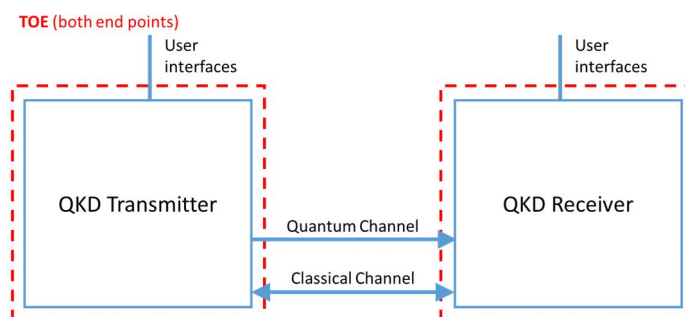 TOE (both end points)
User
interfaces
User
interfaces
QKD Transmitter
QKD Receiver
Quantum Channel
Classical Channel